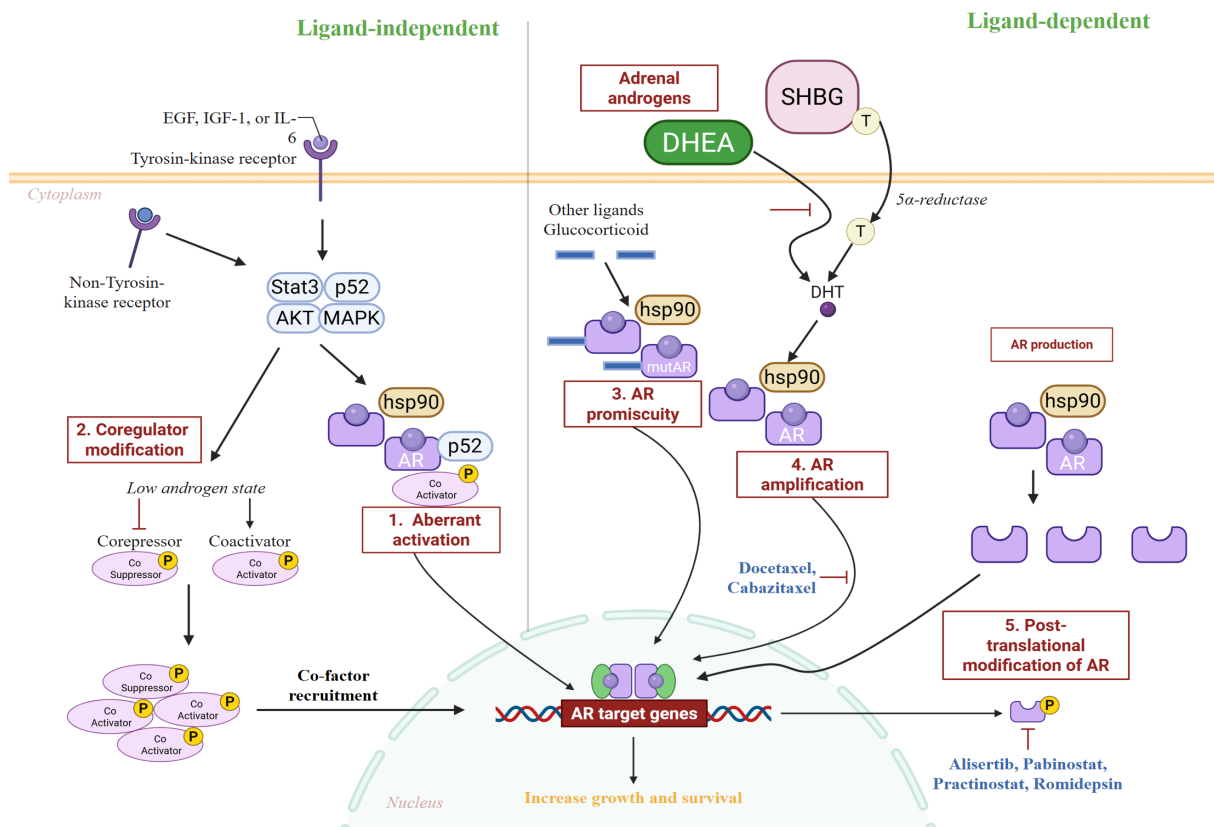 Ligand-independent
Ligand-dependent
EGF, IGF-1, or IL-
6
Tyrosin-kinase receptor
Cytoplasm
Non-Tyrosin-
kinase receptor
Stat3
p52
AKT
MAPK
2. Coregulator
modification
Low androgen state
Corepressor
Coactivator
Co
Suppressor
P
Co
Activator
P
Co
Suppressor
P
Co
Activator
P
Co
Activator
P
Co
Activator
P
Co-factor
recruitment
hsp90
AR
p52
Co
Activator
P
1. Aberrant
activation
Adrenal
androgens
DHEA
SHBG
T
5α-reductase
T
DHT
Other ligands
Glucocorticoid
hsp90
mutAR
3. AR
promiscuity
hsp90
AR
4. AR
amplification
Docetaxel,
Cabazitaxel
AR production
hsp90
AR
5. Post-
translational
modification of AR
P
Alisertib, Pabinostat,
Practinostat, Romidepsin
AR target genes
Increase growth and survival
Nucleus